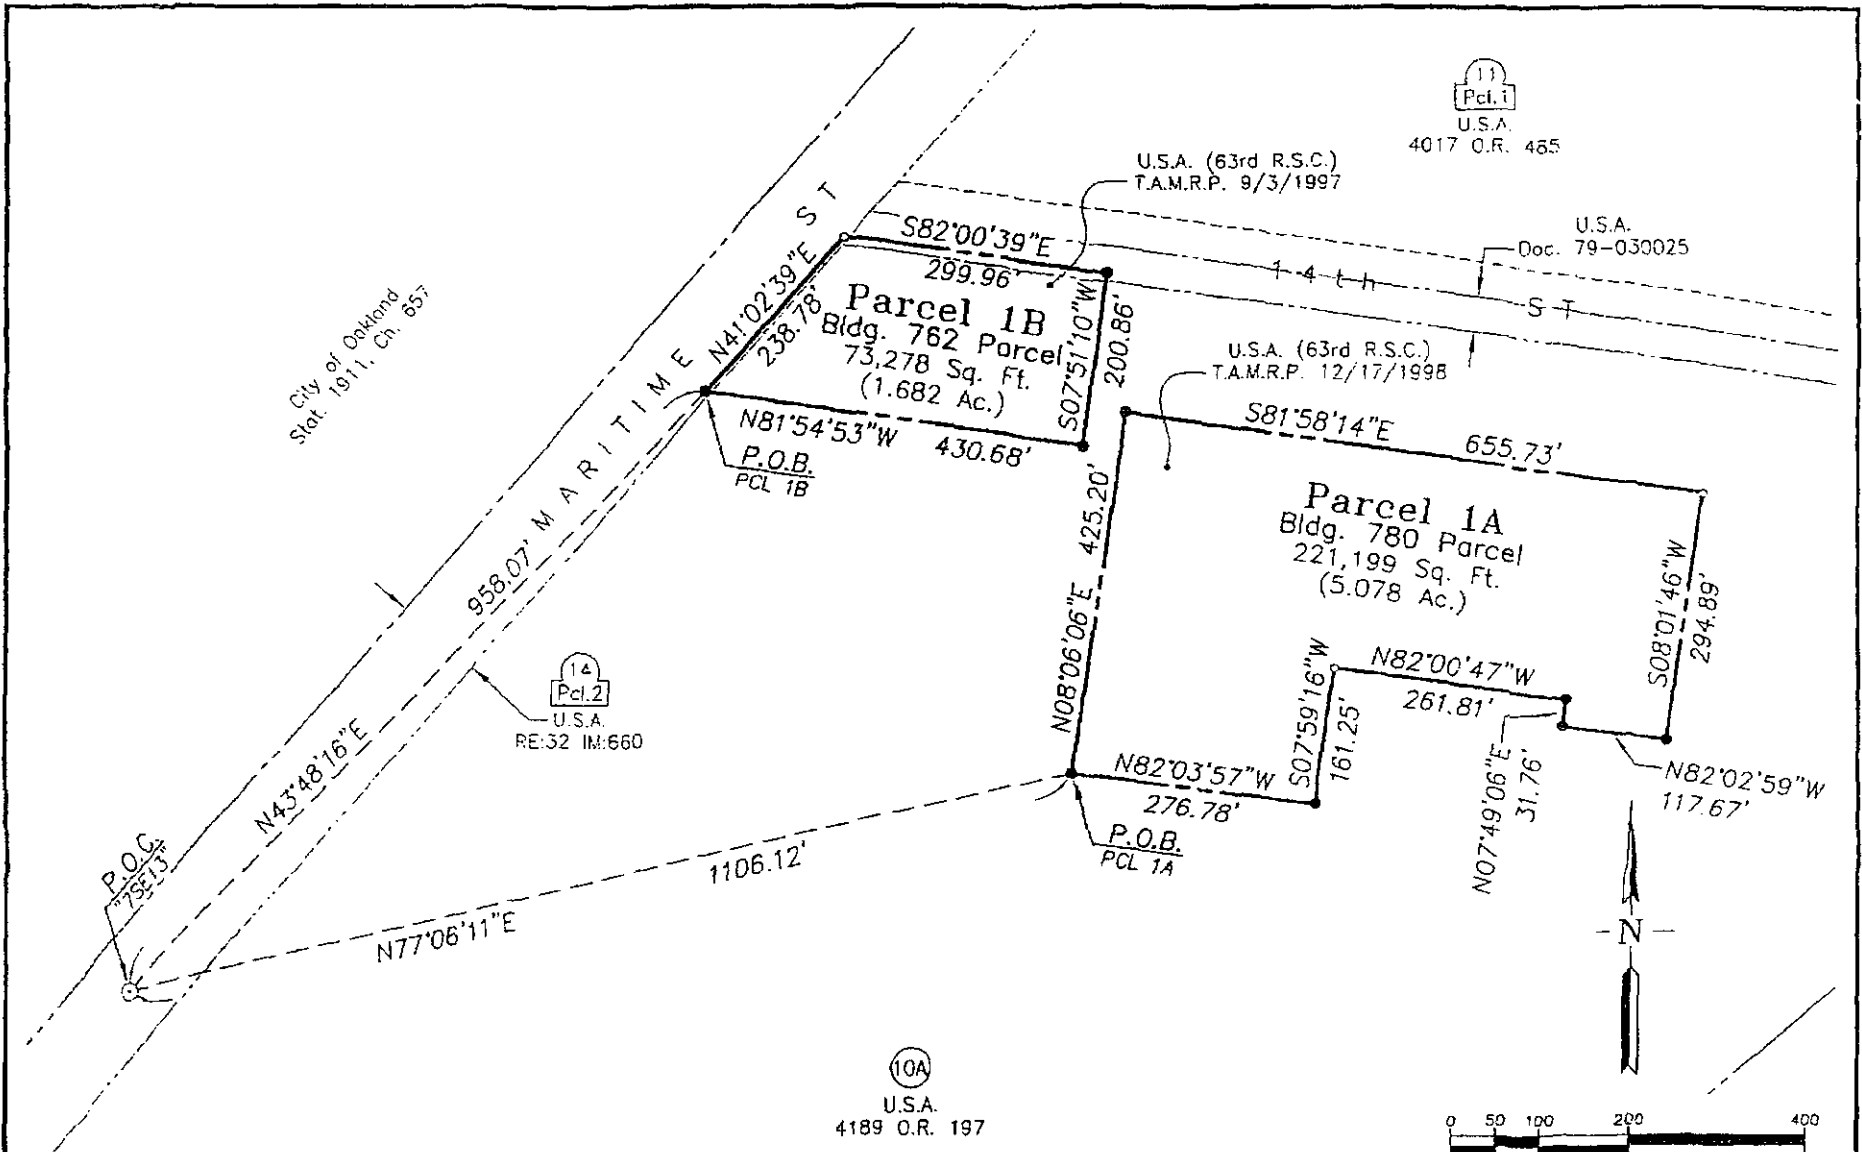 11
Pcl.1
U.S.A.
4017 O.R. 485
U.S.A. (63rd R.S.C.)
T.A.M.R.P. 9/3/1997
U.S.A.
Doc. 79-030025
14th ST
S82°00'39"E
299.96'
N41°02'39"E
238.78'
Parcel 1B
Bldg. 762 Parcel
73,278 Sq. Ft.
(1.682 Ac.)
S07°51'10"W
200.86'
N81°54'53"W 430.68'
P.O.B.
PCL 1B
City of Oakland
Stat. 1911, Ch. 657
MARITIME ST
U.S.A. (63rd R.S.C.)
T.A.M.R.P. 12/17/1998
S81°58'14"E 655.73'
Parcel 1A
Bldg. 780 Parcel
221,199 Sq. Ft.
(5.078 Ac.)
N08°06'06"E 425.20'
S08°01'46"W
294.89'
N82°00'47"W
261.81'
S07°59'16"W
161.25'
N07°49'06"E
31.76'
N82°02'59"W
117.67'
N82°03'57"W
276.78'
P.O.B.
PCL 1A
958.07'
N43°48'16"E
14
Pcl.2
U.S.A.
RE:32 IM:660
P.O.C.
"7SE13"
1106.12'
N77°06'11"E
N
10A
U.S.A.
4189 O.R. 197
0 50 100 200 400